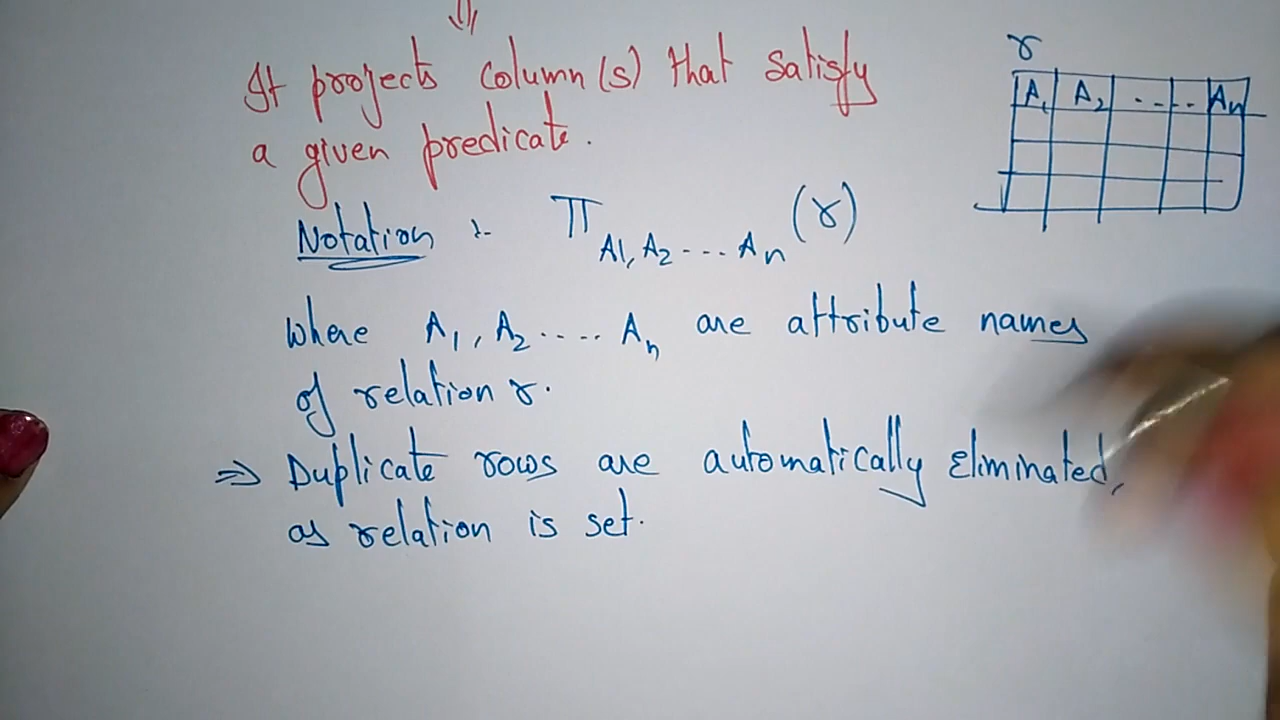 It projects column(s) that satisfy
a given predicate.
Notation :- π A1, A2 ... An (r)
where A1, A2 .... An are attribute names
of relation r.
⇒ Duplicate rows are automatically eliminated,
as relation is set.
r
A1 A2 .... An